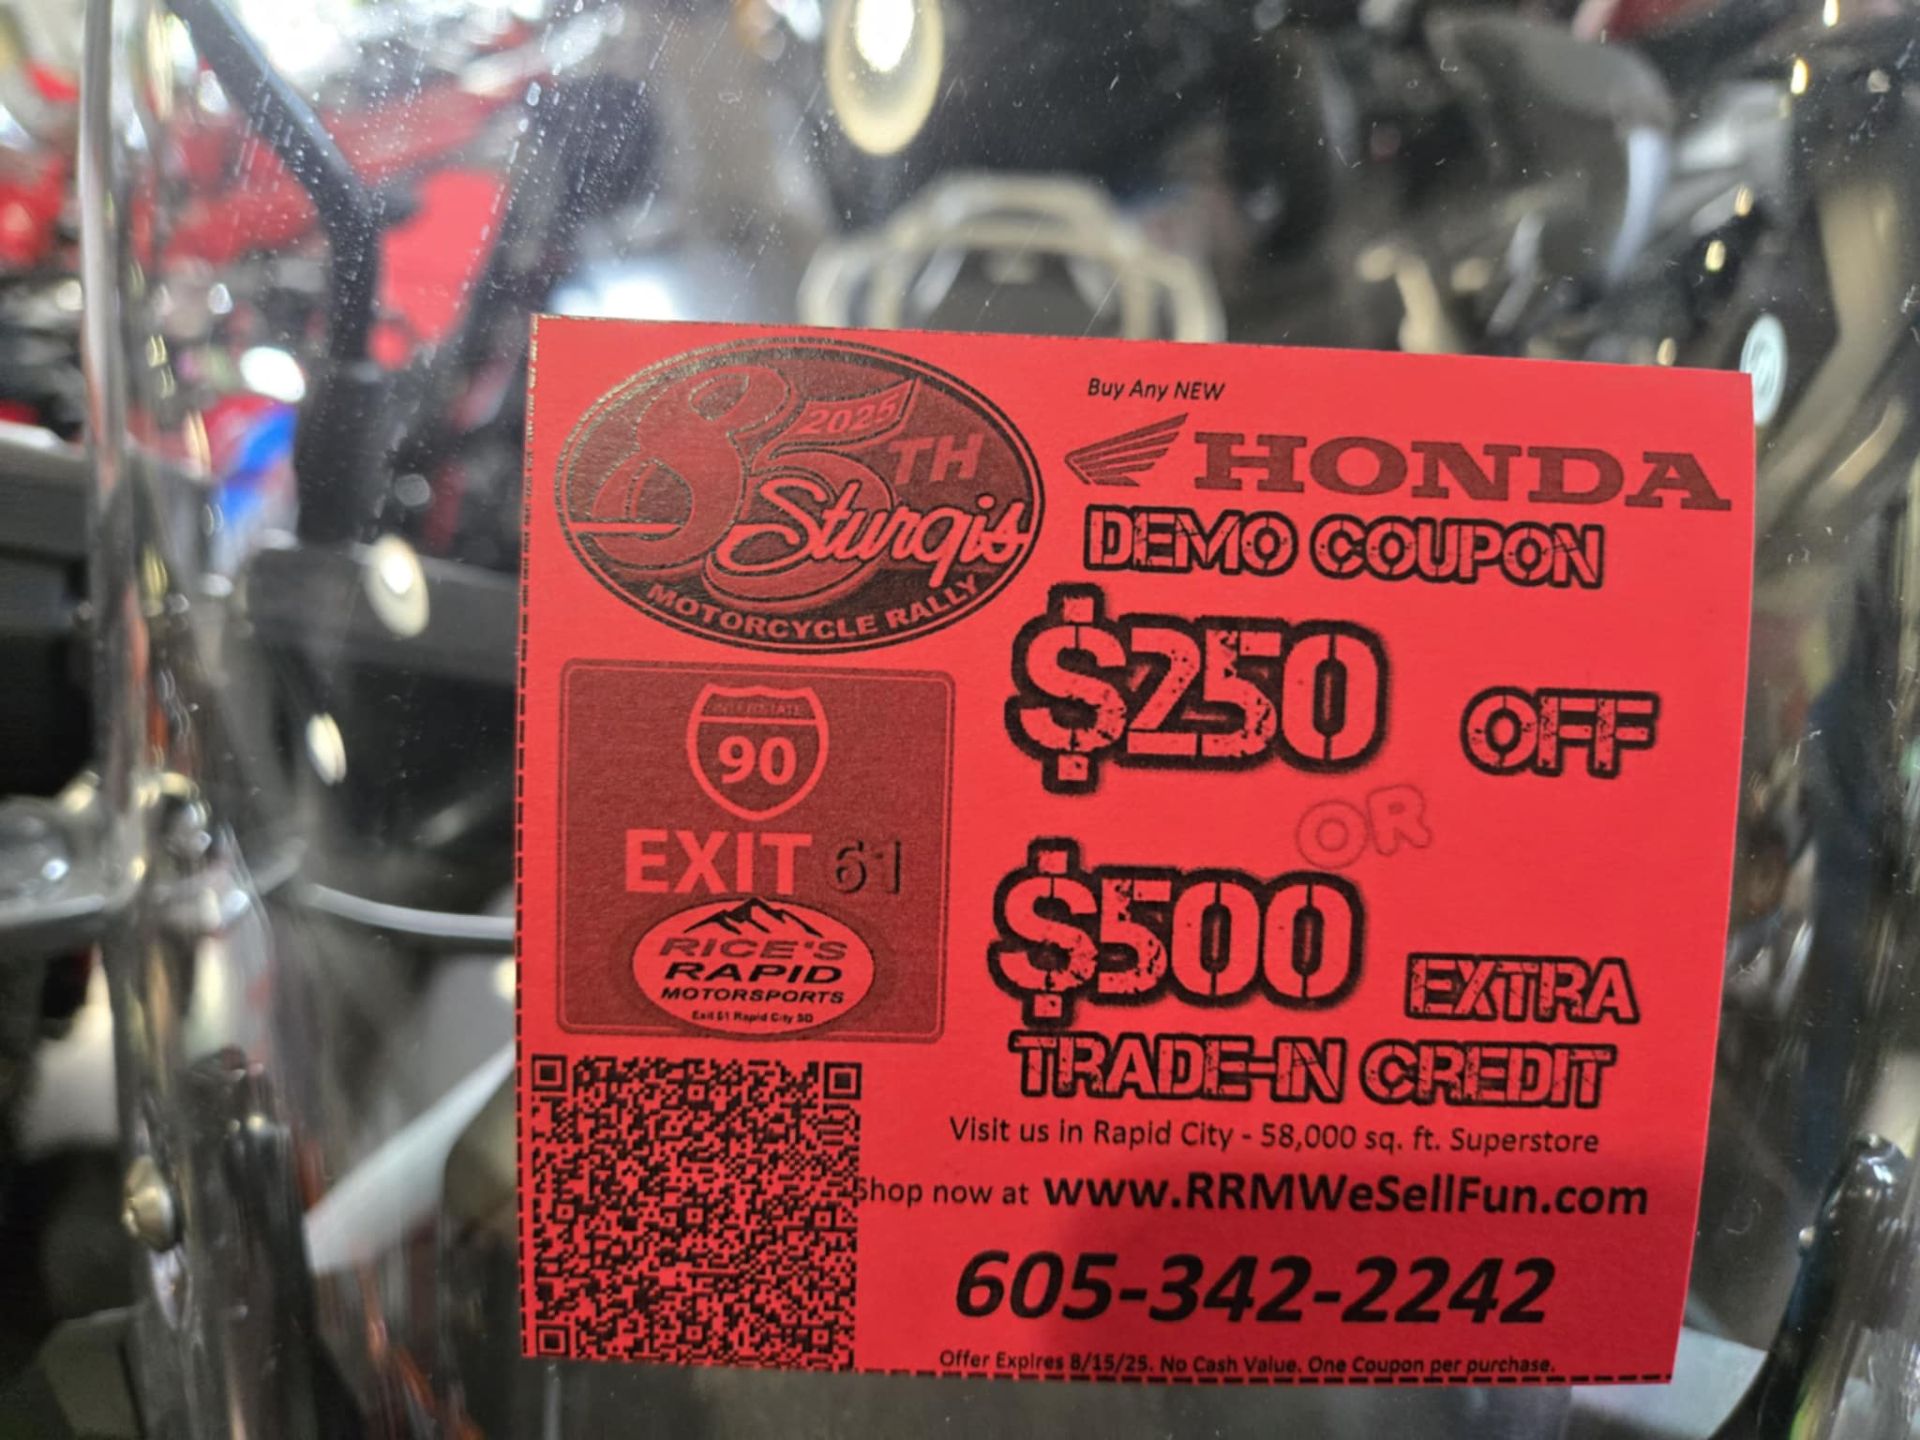 85TH
2025
Sturgis
MOTORCYCLE RALLY
INTERSTATE
90
EXIT 61
RICE'S
RAPID
MOTORSPORTS
Exit 61 Rapid City SD
Buy Any NEW
HONDA
DEMO COUPON
$250 OFF
OR
$500 EXTRA
TRADE-IN CREDIT
Visit us in Rapid City - 58,000 sq. ft. Superstore
Shop now at www.RRMWeSellFun.com
605-342-2242
Offer Expires 8/15/25. No Cash Value. One Coupon per purchase.